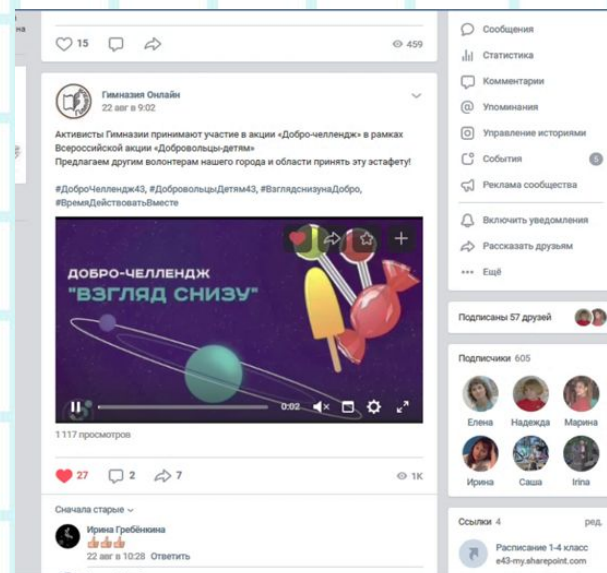 на
15
459
Гимназия Онлайн
22 авг в 9:02
Активисты Гимназии принимают участие в акции «Добро-челлендж» в рамках
Всероссийской акции «Добровольцы-детям»
Предлагаем другим волонтерам нашего города и области принять эту эстафету!
#ДоброЧеллендж43, #ДобровольцыДетям43, #ВзглядснизунаДобро,
#ВремяДействоватьВместе
ДОБРО-ЧЕЛЛЕНДЖ
"ВЗГЛЯД СНИЗУ"
0:02
1 117 просмотров
27 2 7 1K
Сначала старые
Ирина Гребёнкина
22 авг в 10:28 Ответить
Сообщения
Статистика
Комментарии
Упоминания
Управление историями
События 5
Реклама сообщества
Включить уведомления
Рассказать друзьям
Ещё
Подписаны 57 друзей
Подписчики 605
Елена Надежда Марина
Ирина Саша Irina
Ссылки 4 ред.
Расписание 1-4 класс
e43-my.sharepoint.com